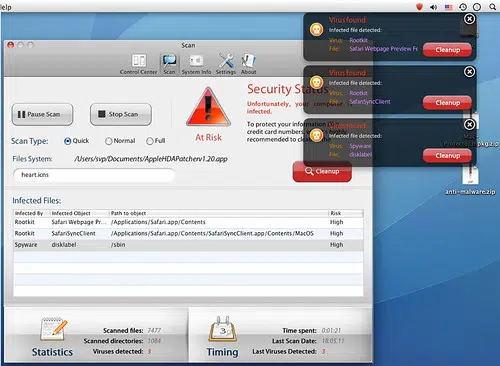 elp
Virus found
Infected file detected:
Virus: Rootkit
File: Safari Webpage Preview Fe
Cleanup
Virus found
Infected file detected:
Virus: Rootkit
File: SafariSyncClient
Cleanup
Infected file detected:
Virus: Spyware
File: disklabel
Cleanup
pkg.zip
anti-malware.zip
Scan
Control Center Scan System Info Settings About
Pause Scan
Stop Scan
Scan Type: Quick Normal Full
Files System: /Users/svp/Documents/AppleHDAPatcherv1.20.app
heart.icns
At Risk
Security Status
Unfortunately, your computer
infected.
To protect your information
credit card numbers,
recommended to clea
Cleanup
Infected Files:
Infected By Infected Object Path to object Risk
Rootkit Safari Webpage Pr... /Applications/Safari.app/Contents High
Rootkit SafariSyncClient /Applications/Safari.app/Contents/SafariSyncClient.app/Contents/MacOS High
Spyware disklabel /sbin High
Statistics
Scanned files: 7477
Scanned directories: 1084
Viruses detected: 3
3
Timing
Time spent: 0:01:21
Last Scan Date: 18.05.11
Last Viruses Detected: 3